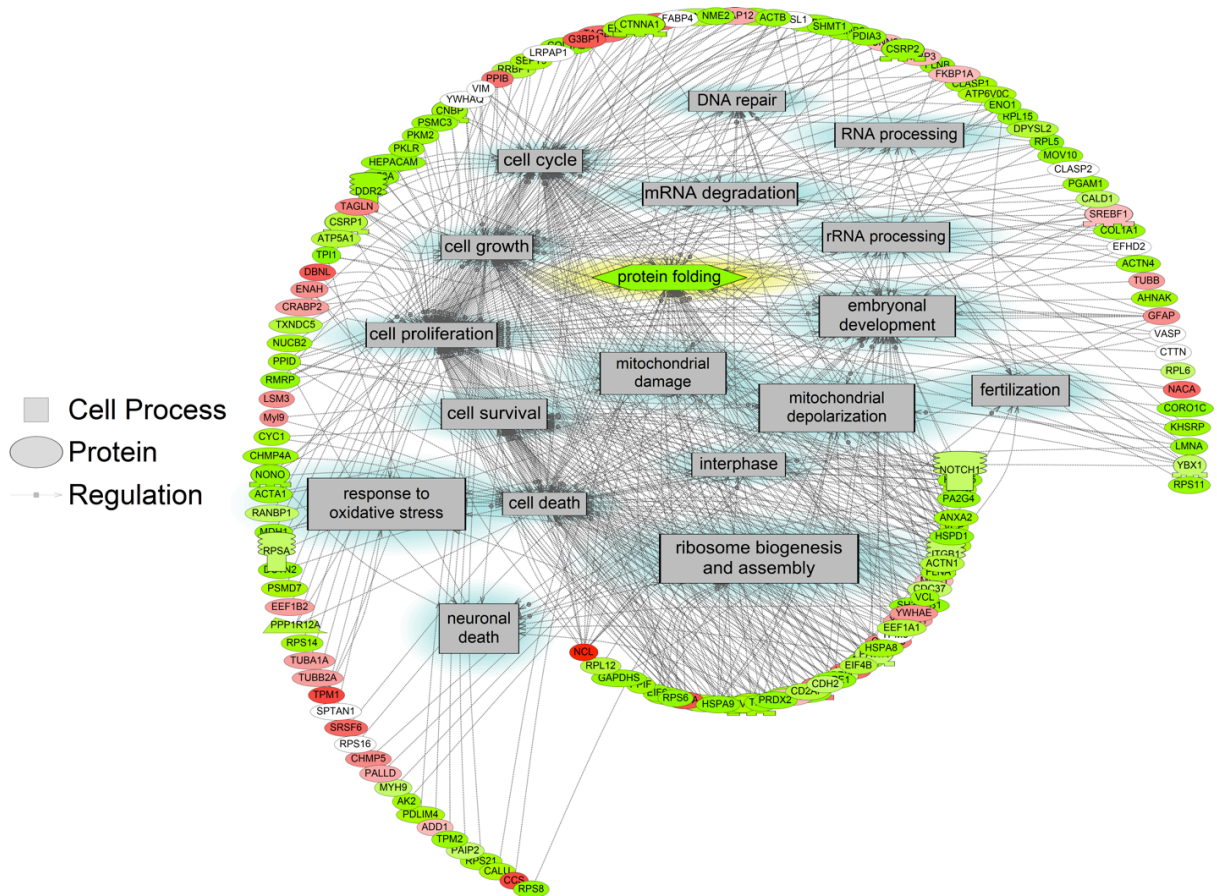 Cell Process
Protein
Regulation
DNA repair
RNA processing
cell cycle
mRNA degradation
cell growth
rRNA processing
protein folding
cell proliferation
embryonal
development
mitochondrial
damage
mitochondrial
depolarization
fertilization
cell survival
interphase
response to
oxidative stress
cell death
ribosome biogenesis
and assembly
neuronal
death
CTNNA1
FABP4
NME2
ACTB
SHMT1
PDIA3
CSRP2
FKBP1A
CLASP1
ATP6V0C
ENO1
RPL15
DPYSL2
RPL5
MOV10
CLASP2
PGAM1
CALD1
SREBF1
COL1A1
EFHD2
ACTN4
TUBB
AHNAK
GFAP
VASP
CTTN
RPL6
NACA
CORO1C
KHSRP
LMNA
YBX1
RPS11
G3BP1
LRPAP1
PPIB
VIM
YWHAQ
CNBP
PSMC3
PKM2
PKLR
HEPACAM
DDR2
TAGLN
CSRP1
ATP5A1
TPI1
DBNL
ENAH
CRABP2
TXNDC5
NUCB2
PPID
RMRP
LSM3
Myl9
CYC1
CHMP4A
NONO
ACTA1
RANBP1
MDH1
RPSA
PSMD7
EEF1B2
PPP1R12A
RPS14
TUBA1A
TUBB2A
TPM1
SPTAN1
SRSF6
RPS16
CHMP5
PALLD
MYH9
AK2
PDLIM4
ADD1
TPM2
PAIP2
RPS21
CALU
CCS
RPS8
NOTCH1
PA2G4
ANXA2
HSPD1
ITGB1
ACTN1
FLNA
CDC37
VCL
YWHAE
EEF1A1
HSPA8
EIF4B
CDH2
PRDX2
HSPA9
RPS6
GAPDHS
RPL12
NCL